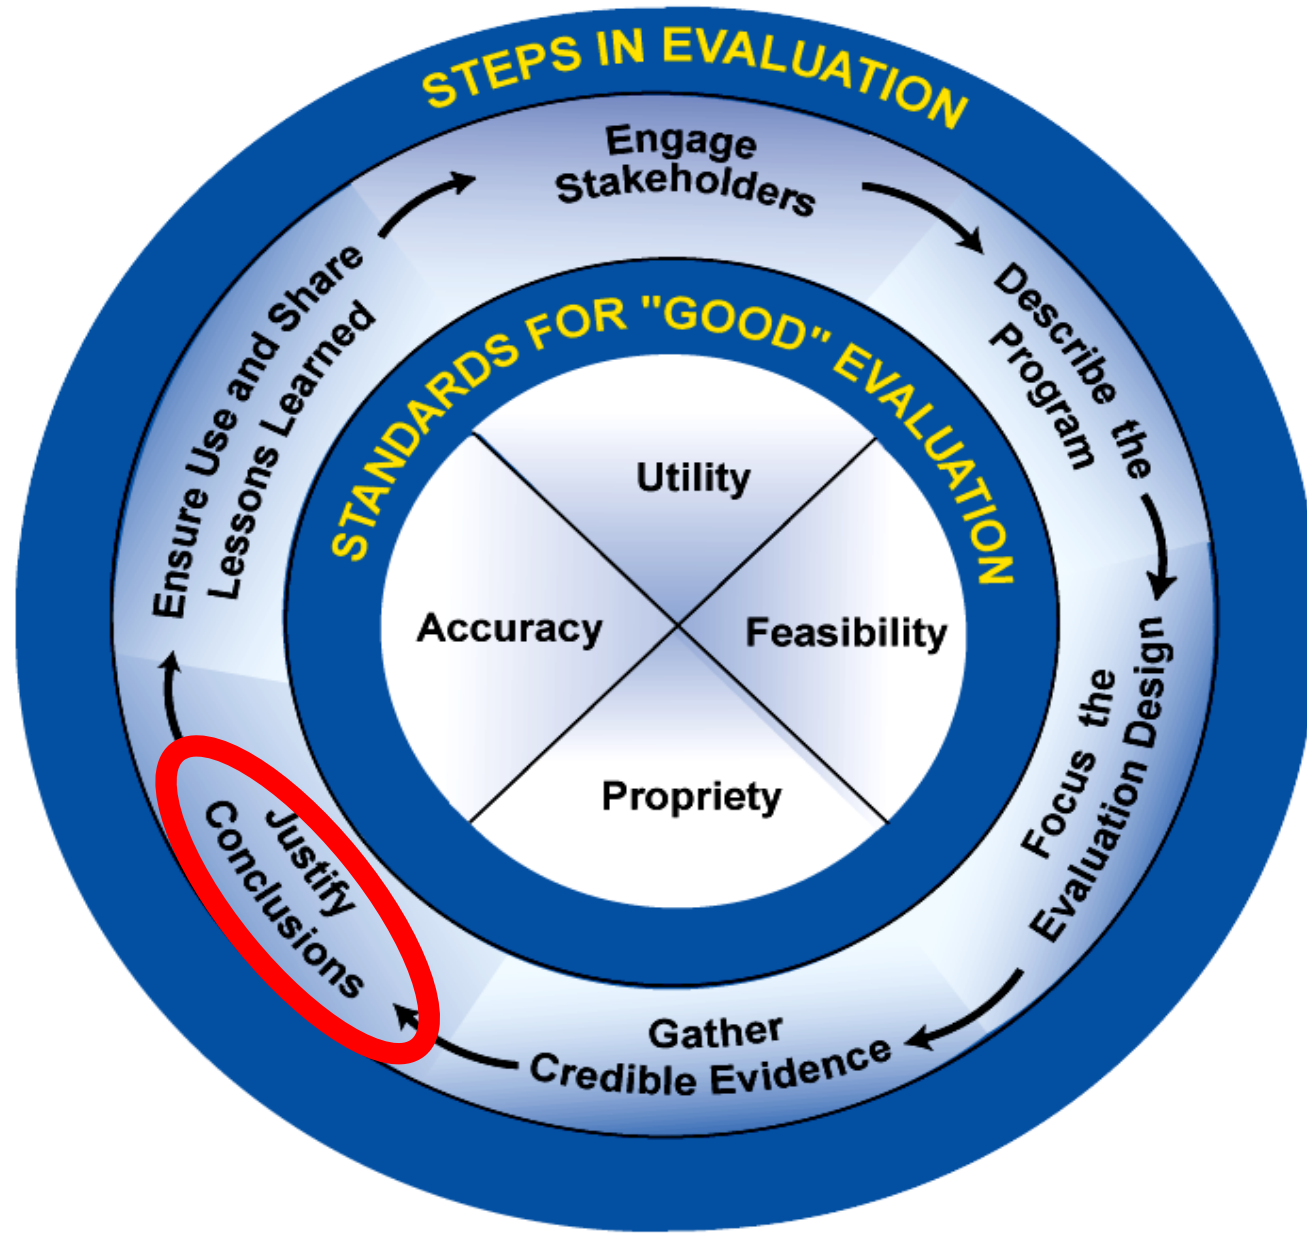 STEPS IN EVALUATION
Engage
Stakeholders
Describe the
Program
Focus the
Evaluation Design
Gather
Credible Evidence
Justify
Conclusions
Ensure Use and Share
Lessons Learned
STANDARDS FOR "GOOD" EVALUATION
Utility
Feasibility
Propriety
Accuracy